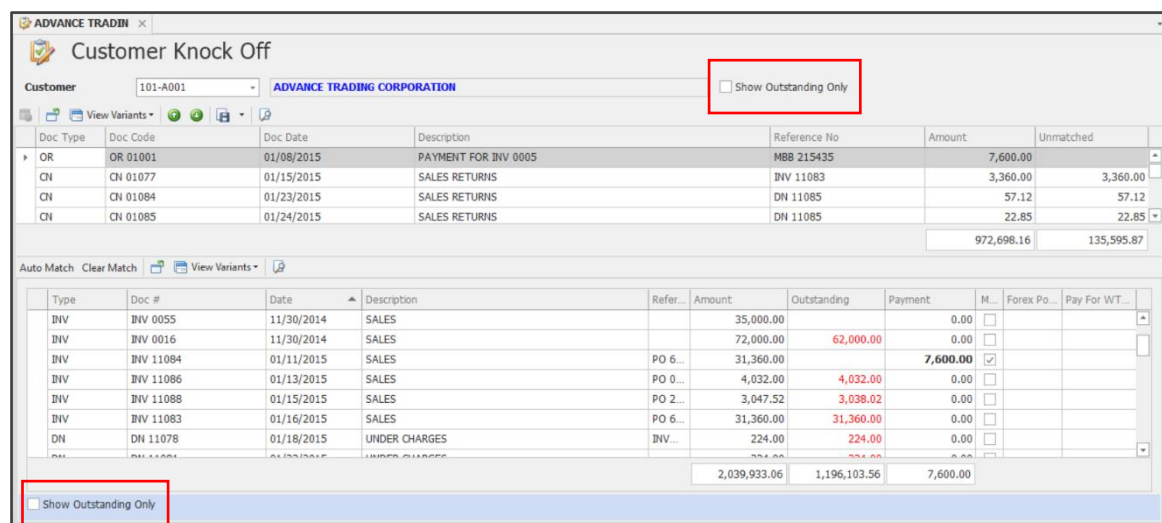 ADVANCE TRADIN
Customer Knock Off
Customer 101-A001 ADVANCE TRADING CORPORATION Show Outstanding Only
View Variants
Doc Type Doc Code Doc Date Description Reference No Amount Unmatched
OR OR 01001 01/08/2015 PAYMENT FOR INV 0005 MBB 215435 7,600.00
CN CN 01077 01/15/2015 SALES RETURNS INV 11083 3,360.00 3,360.00
CN CN 01084 01/23/2015 SALES RETURNS DN 11085 57.12 57.12
CN CN 01085 01/24/2015 SALES RETURNS DN 11085 22.85 22.85
972,698.16 135,595.87
Auto Match Clear Match View Variants
Type Doc # Date Description Refer... Amount Outstanding Payment M... Forex Po... Pay For WT...
INV INV 0055 11/30/2014 SALES 35,000.00 0.00
INV INV 0016 11/30/2014 SALES 72,000.00 62,000.00 0.00
INV INV 11084 01/11/2015 SALES PO 6... 31,360.00 7,600.00
INV INV 11086 01/13/2015 SALES PO 0... 4,032.00 4,032.00 0.00
INV INV 11088 01/15/2015 SALES PO 2... 3,047.52 3,038.02 0.00
INV INV 11083 01/16/2015 SALES PO 6... 31,360.00 31,360.00 0.00
DN DN 11078 01/18/2015 UNDER CHARGES INV... 224.00 224.00 0.00
2,039,933.06 1,196,103.56 7,600.00
Show Outstanding Only